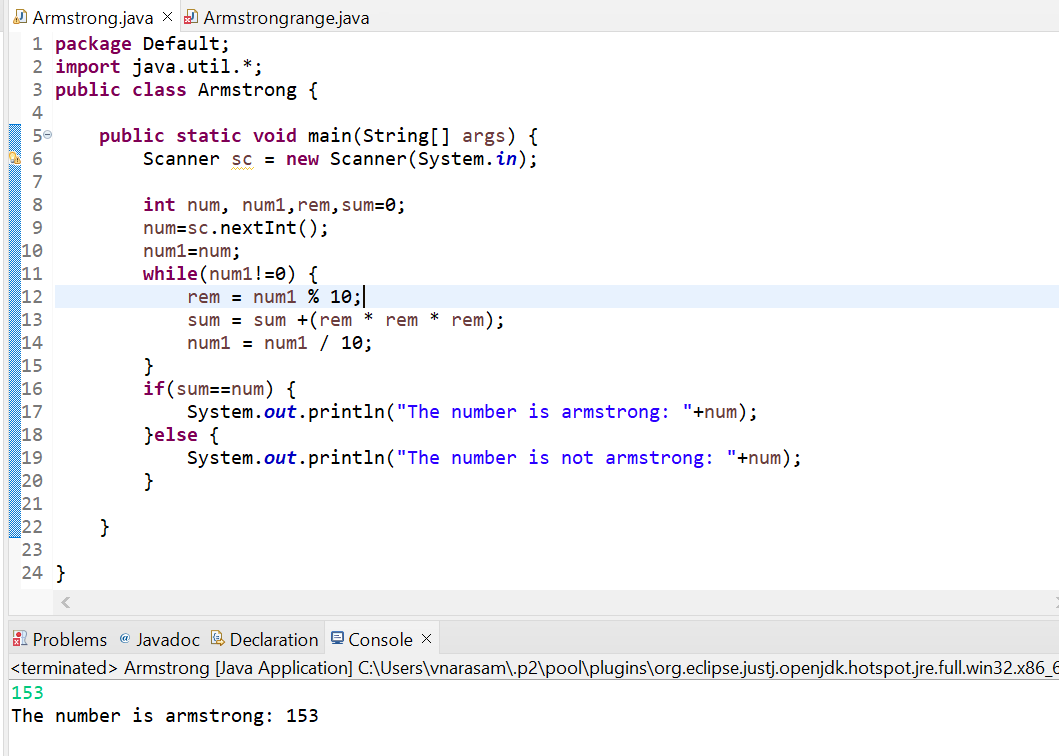 Armstrong.java × Armstrongrange.java
1 package Default;
2 import java.util.*;
3 public class Armstrong {
4
5 public static void main(String[] args) {
6 Scanner sc = new Scanner(System.in);
7
8 int num, num1,rem,sum=0;
9 num=sc.nextInt();
10 num1=num;
11 while(num1!=0) {
12 rem = num1 % 10;
13 sum = sum +(rem * rem * rem);
14 num1 = num1 / 10;
15 }
16 if(sum==num) {
17 System.out.println("The number is armstrong: "+num);
18 }else {
19 System.out.println("The number is not armstrong: "+num);
20 }
21
22 }
23
24 }
Problems @ Javadoc Declaration Console ×
<terminated> Armstrong [Java Application] C:\Users\vnarasam\.p2\pool\plugins\org.eclipse.justj.openjdk.hotspot.jre.full.win32.x86_6
153
The number is armstrong: 153